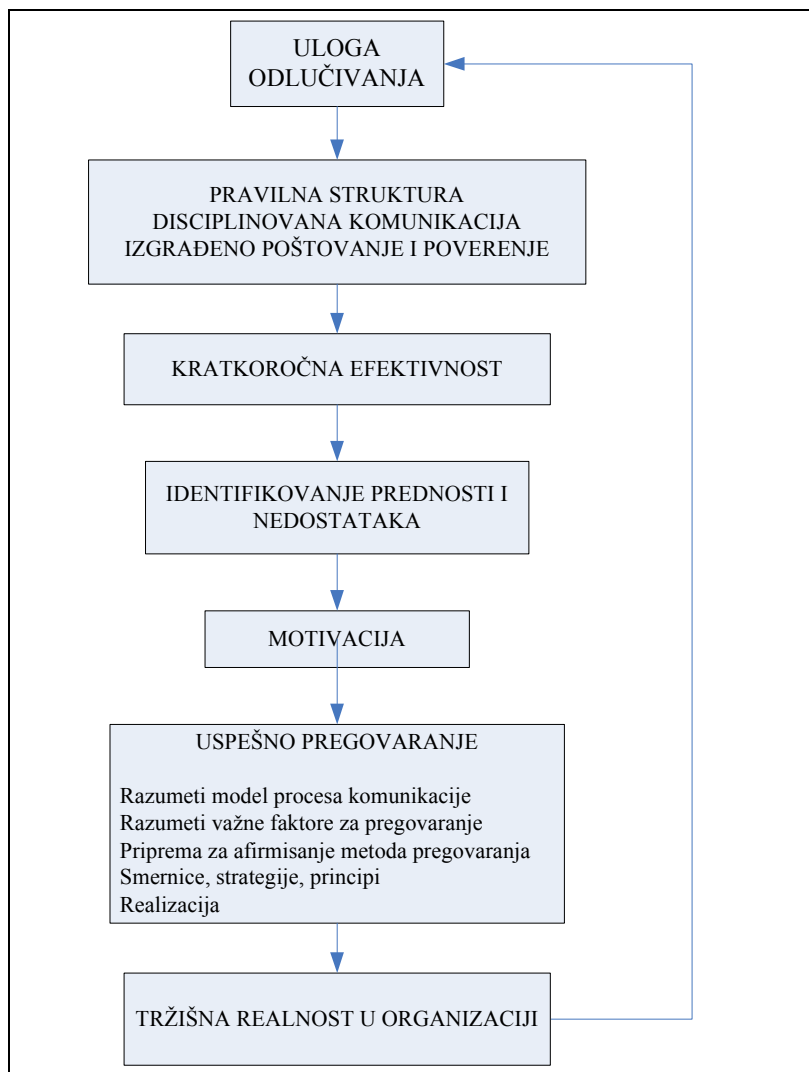 ULOGA
ODLUČIVANJA
PRAVILNA STRUKTURA
DISCIPLINOVANA KOMUNIKACIJA
IZGRAĐENO POŠTOVANJE I POVERENJE
KRATKOROČNA EFEKTIVNOST
IDENTIFIKOVANJE PREDNOSTI I
NEDOSTATAKA
MOTIVACIJA
USPEŠNO PREGOVARANJE
Razumeti model procesa komunikacije
Razumeti važne faktore za pregovaranje
Priprema za afirmisanje metoda pregovaranja
Smernice, strategije, principi
Realizacija
TRŽIŠNA REALNOST U ORGANIZACIJI